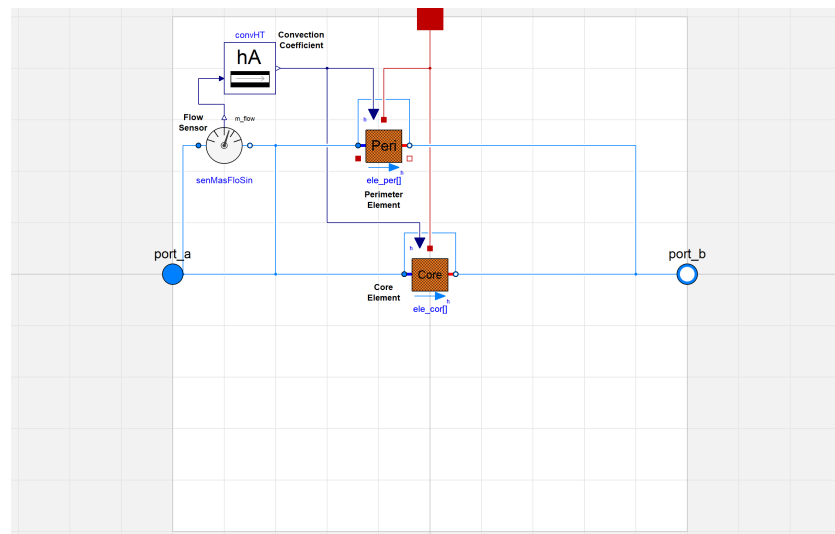 convHT
Convection
Coefficient
hA
Flow
Sensor
m_flow
h
Peri
h
senMasFloSin
ele_per[]
Perimeter
Element
port_a
port_b
h
Core
Core
Element
h
ele_cor[]